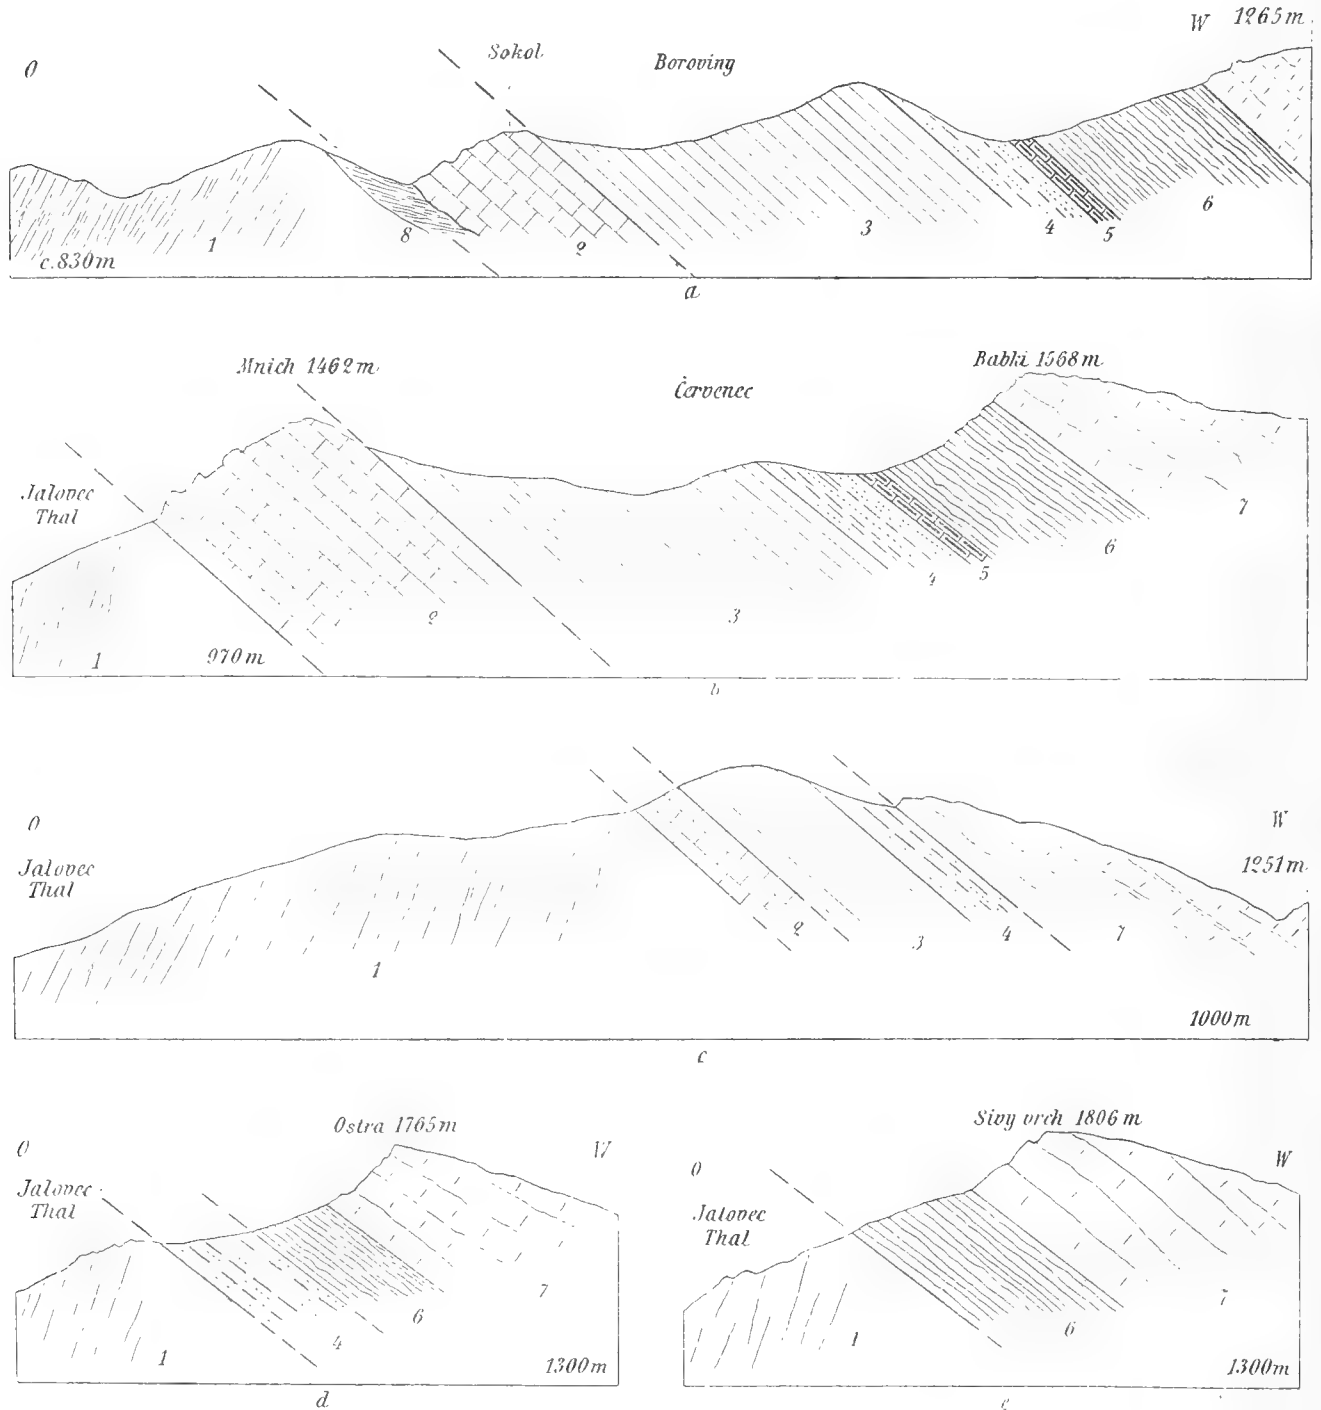 O
Sokol
Boroving
W 1265 m
1
8
2
3
4
5
6
c. 830 m
a
Mnich 1462 m
Červenec
Babki 1568 m
Jalovec
Thal
1
970 m
2
3
4
5
6
7
b
O
Jalovec
Thal
W
1251 m
1
2
3
4
7
1000 m
c
O
Ostra 1765 m
W
Jalovec
Thal
1
4
6
7
1300 m
d
O
Sivy vrch 1806 m
W
Jalovec
Thal
1
6
7
1300 m
e